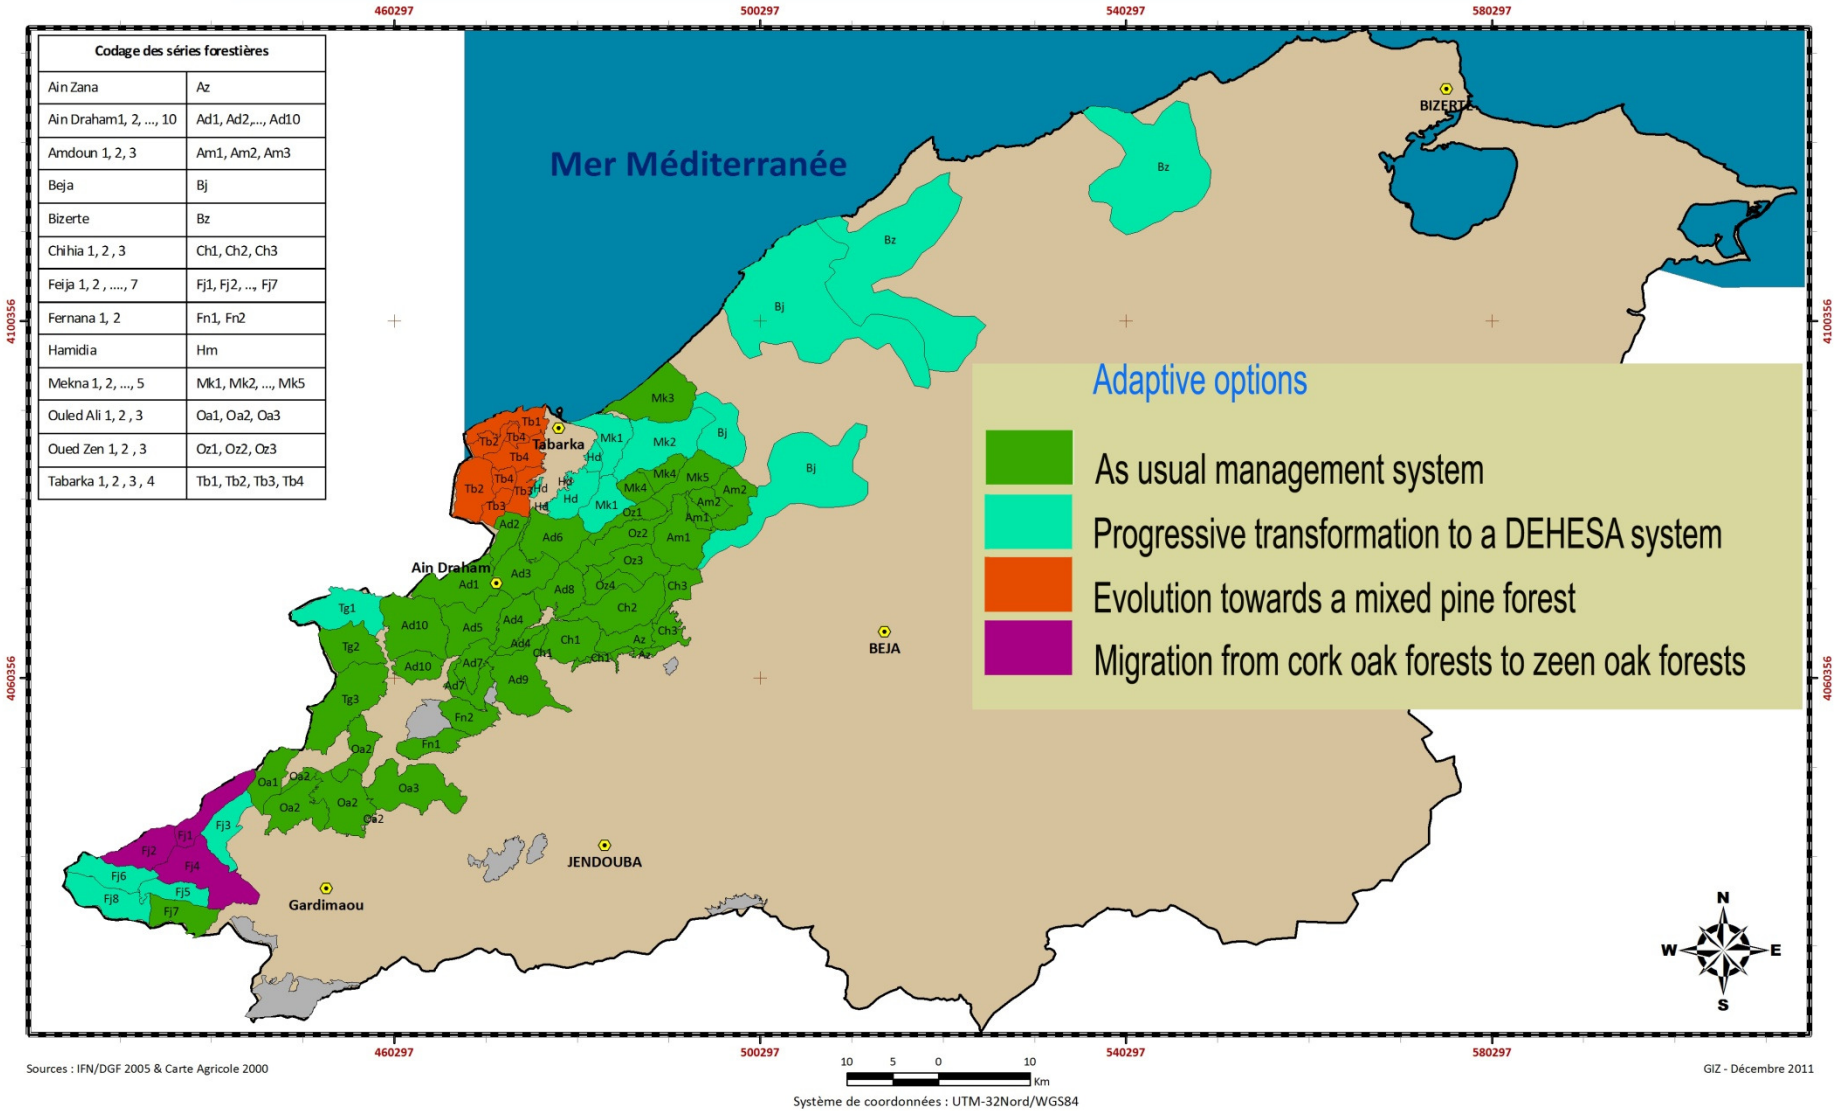 460297
500297
540297
580297
Codage des séries forestières
Ain Zana Az
Ain Draham1, 2, ..., 10 Ad1, Ad2,..., Ad10
Amdoun 1, 2, 3 Am1, Am2, Am3
Beja Bj
Bizerte Bz
Chihia 1, 2 , 3 Ch1, Ch2, Ch3
Feija 1, 2 , ...., 7 Fj1, Fj2, ..., Fj7
Fernana 1, 2 Fn1, Fn2
Hamidia Hm
Mekna 1, 2, ..., 5 Mk1, Mk2, ..., Mk5
Ouled Ali 1, 2 , 3 Oa1, Oa2, Oa3
Oued Zen 1, 2 , 3 Oz1, Oz2, Oz3
Tabarka 1, 2 , 3, 4 Tb1, Tb2, Tb3, Tb4
BIZERTE
Mer Méditerranée
Bz
Bz
Bj
4100356
4100356
Adaptive options
As usual management system
Progressive transformation to a DEHESA system
Evolution towards a mixed pine forest
Migration from cork oak forests to zeen oak forests
Mk3
Tb1
Tb4
Tb2
Tabarka
Mk1
Mk2
Bj
Tb4
Hd
Bj
Tb4
Hd
Mk4
Mk5
Tb2
Tb3
Hd
Hd
Mk4
Am2
Tb3
Hd
Mk1
Oz1
Am2
Am1
Ad2
Ad6
Oz2
Am1
Ain Draham
Ad1
Ad3
Oz3
Ad8
Oz4
Ch3
Tg1
Ch2
Ad10
Ad5
Ad4
Ch3
Tg2
Ad4
Ch1
Az
BEJA
Ch1
Ch1
Az
Ad10
Ad7
Ad7
Ad9
4060356
4060356
Tg3
Fn2
Oa2
Fn1
Oa1
Oa2
Oa3
Oa2
Oa2
Oa2
Fj3
Fj1
Fj2
Fj4
JENDOUBA
Fj6
Fj5
Fj8
Fj7
Gardimaou
N
W
E
S
460297
500297
540297
580297
Sources : IFN/DGF 2005 & Carte Agricole 2000
10 5 0 10
Km
GIZ - Décembre 2011
Système de coordonnées : UTM-32Nord/WGS84